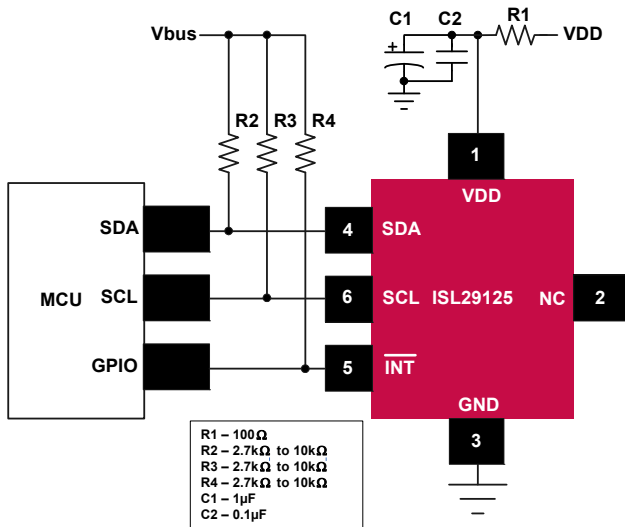 C1 C2 R1
Vbus
+
VDD
R2 R3 R4
1
VDD
SDA 4 SDA
MCU SCL 6 SCL ISL29125 NC 2
GPIO 5 INT
GND
3
R1 – 100Ω
R2 – 2.7kΩ to 10kΩ
R3 – 2.7kΩ to 10kΩ
R4 – 2.7kΩ to 10kΩ
C1 – 1µF
C2 – 0.1µF